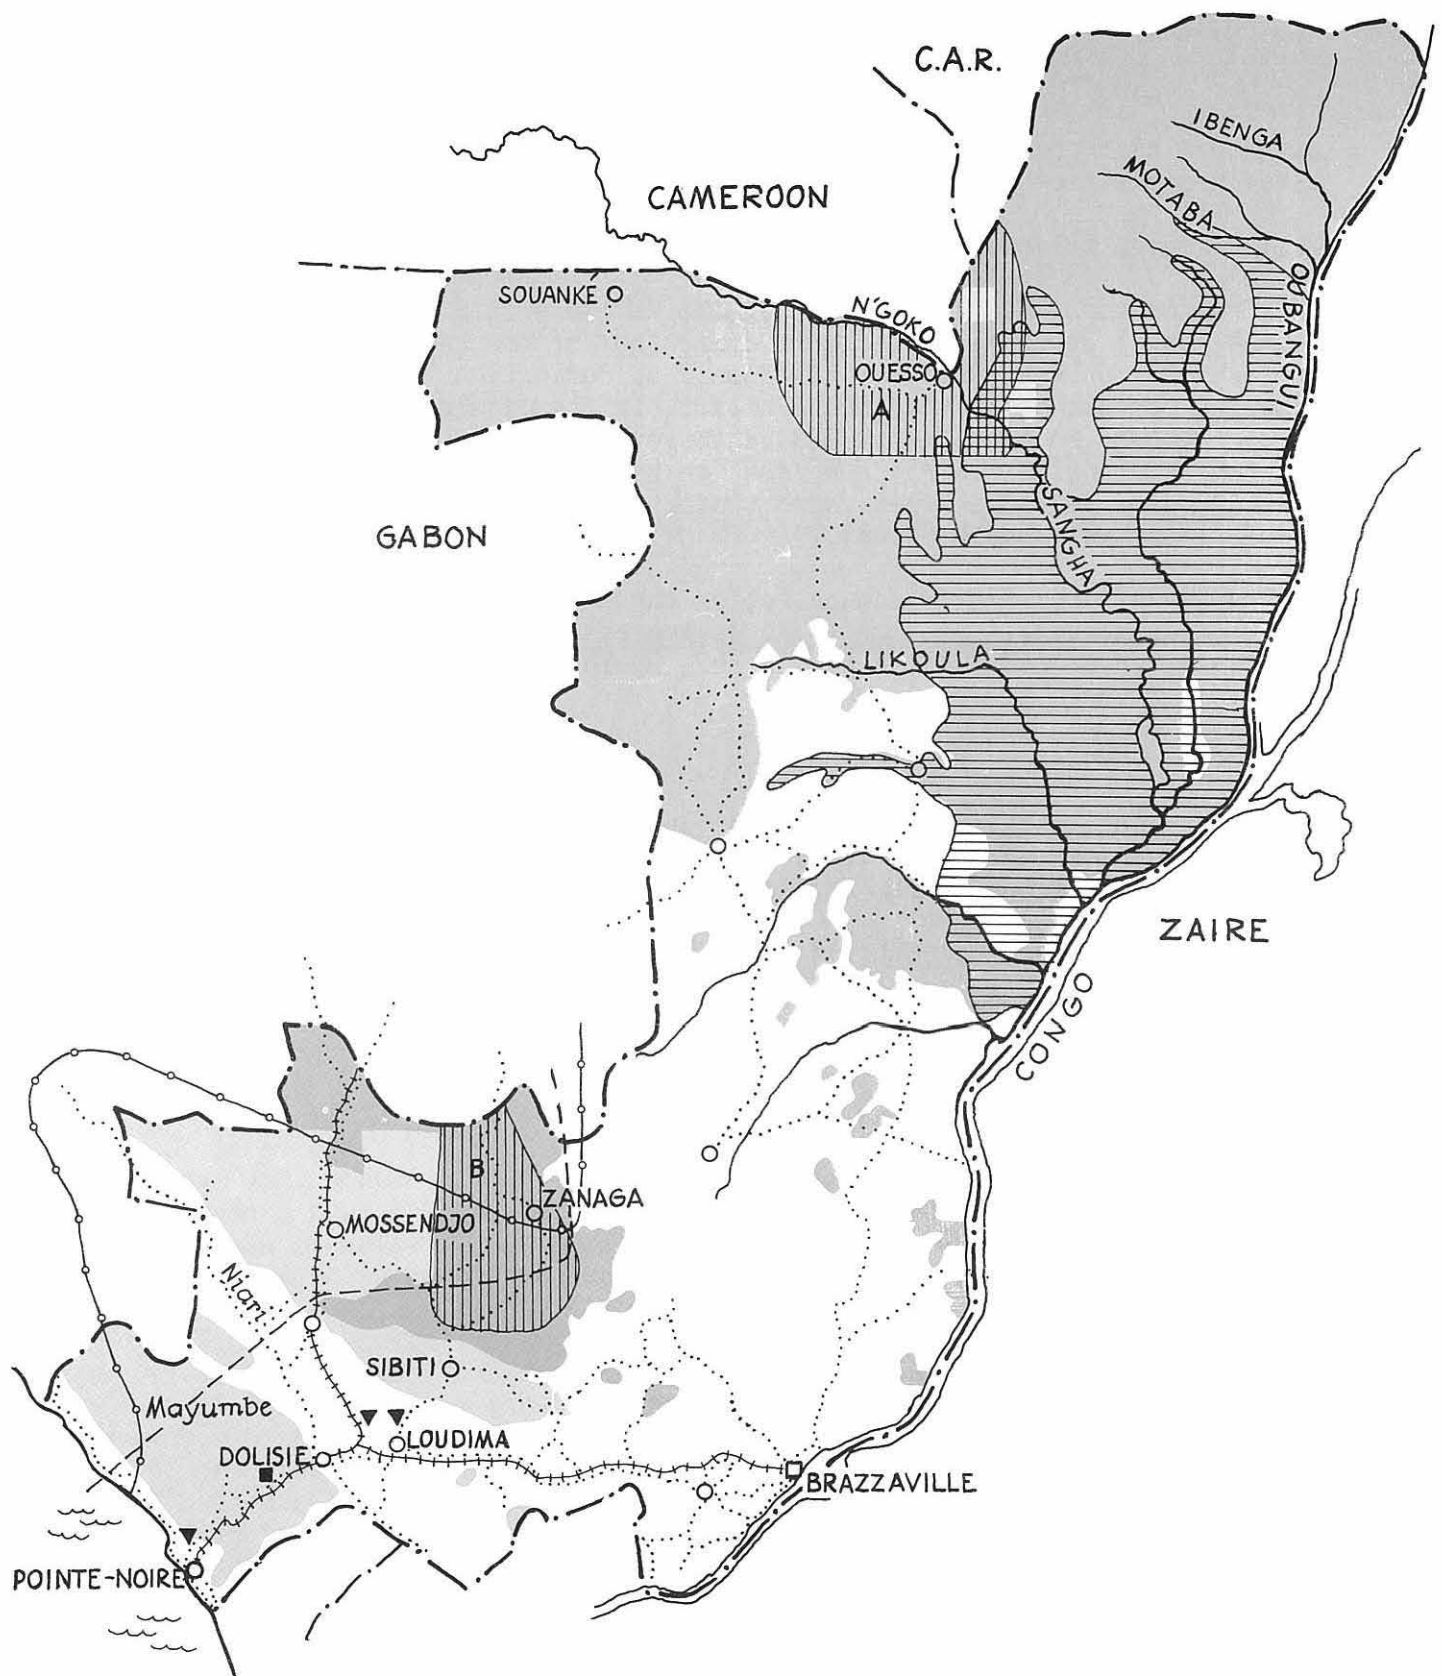 C.A.R.
IBENGA
MOTABA
CAMEROON
OUBANGUI
SOUANKÉ
N'GOKO
OUESSO
A
SANGHA
GABON
LIKOULA
ZAIRE
CONGO
B
ZANAGA
MOSSENDJO
Niari
SIBITI
Mayumbe
LOUDIMA
DOLISIE
BRAZZAVILLE
POINTE-NOIRE